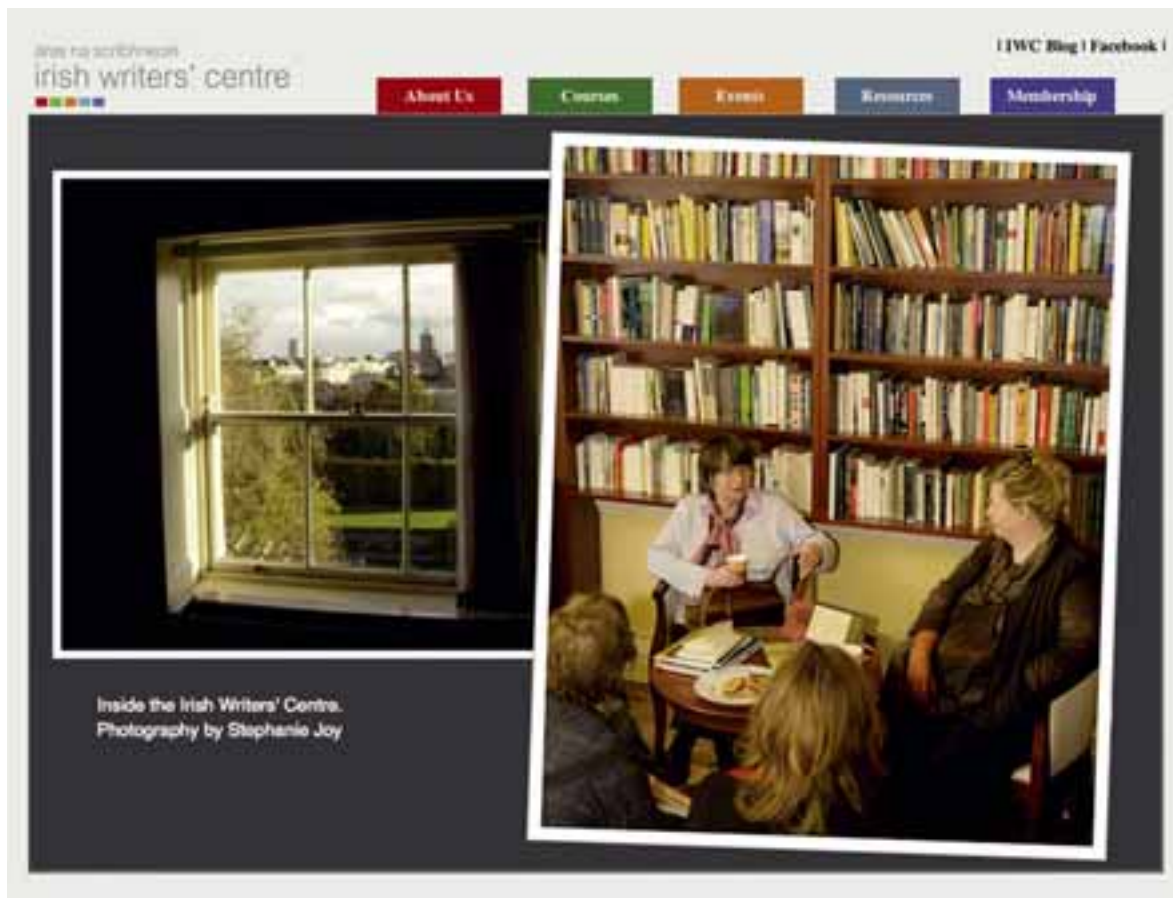 áras na scríbhneoirí
irish writers' centre
| IWC Blog | Facebook |
About Us
Courses
Events
Resources
Membership
Inside the Irish Writers' Centre.
Photography by Stephanie Joy